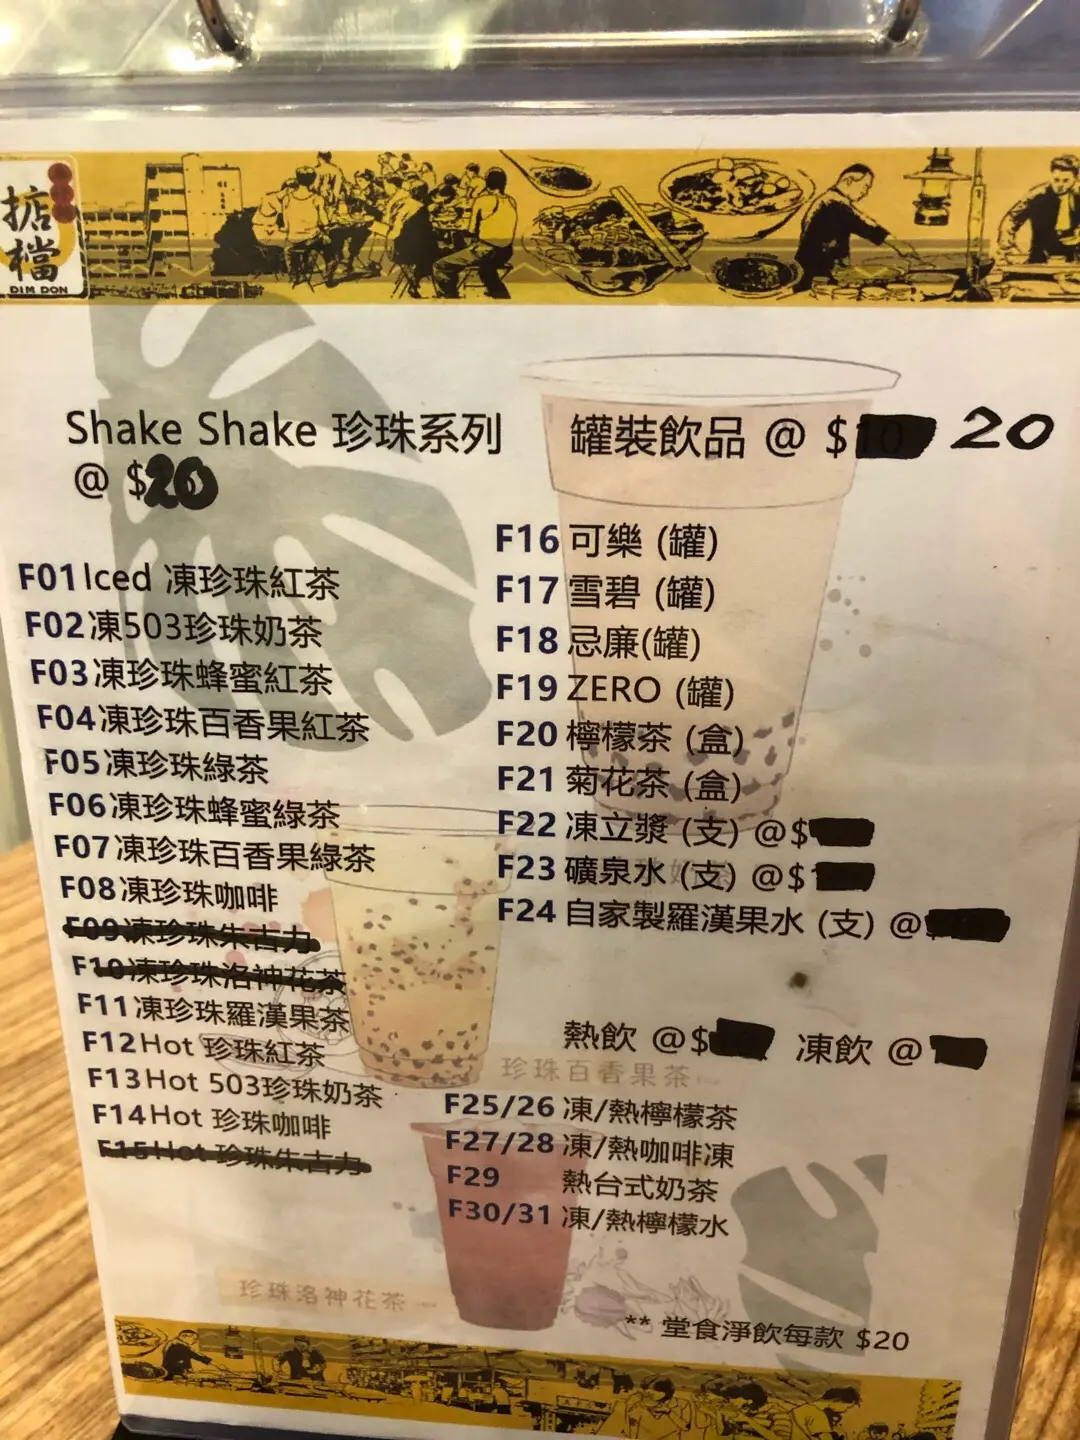 掂檔
DIM DON
Shake Shake 珍珠系列
@ $20
F01 Iced 凍珍珠紅茶
F02 凍503珍珠奶茶
F03 凍珍珠蜂蜜紅茶
F04 凍珍珠百香果紅茶
F05 凍珍珠綠茶
F06 凍珍珠蜂蜜綠茶
F07 凍珍珠百香果綠茶
F08 凍珍珠咖啡
F09 凍珍珠朱古力
F10 凍珍珠洛神花茶
F11 凍珍珠羅漢果茶
F12 Hot 珍珠紅茶
F13 Hot 503珍珠奶茶
F14 Hot 珍珠咖啡
F15 Hot 珍珠朱古力
罐裝飲品 @ $10 20
F16 可樂 (罐)
F17 雪碧 (罐)
F18 忌廉(罐)
F19 ZERO (罐)
F20 檸檬茶 (盒)
F21 菊花茶 (盒)
F22 凍豆漿 (支) @$
F23 礦泉水 (支) @$
F24 自家製羅漢果水 (支) @
熱飲 @$ 凍飲 @
珍珠百香果茶
F25/26 凍/熱檸檬茶
F27/28 凍/熱咖啡凍
F29 熱台式奶茶
F30/31 凍/熱檸檬水
珍珠洛神花茶
** 堂食淨飲每款 $20